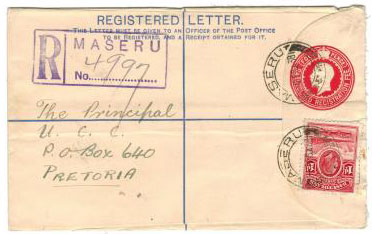 REGISTERED LETTER.
THIS LETTER MUST BE GIVEN TO AN OFFICER OF THE POST OFFICE
TO BE REGISTERED, AND A RECEIPT OBTAINED FOR IT.
R MASERU
No. 4997
The Principal
U. C. C.
P.O. Box 640
PRETORIA
MASERU
REGISTRATION
MASERU